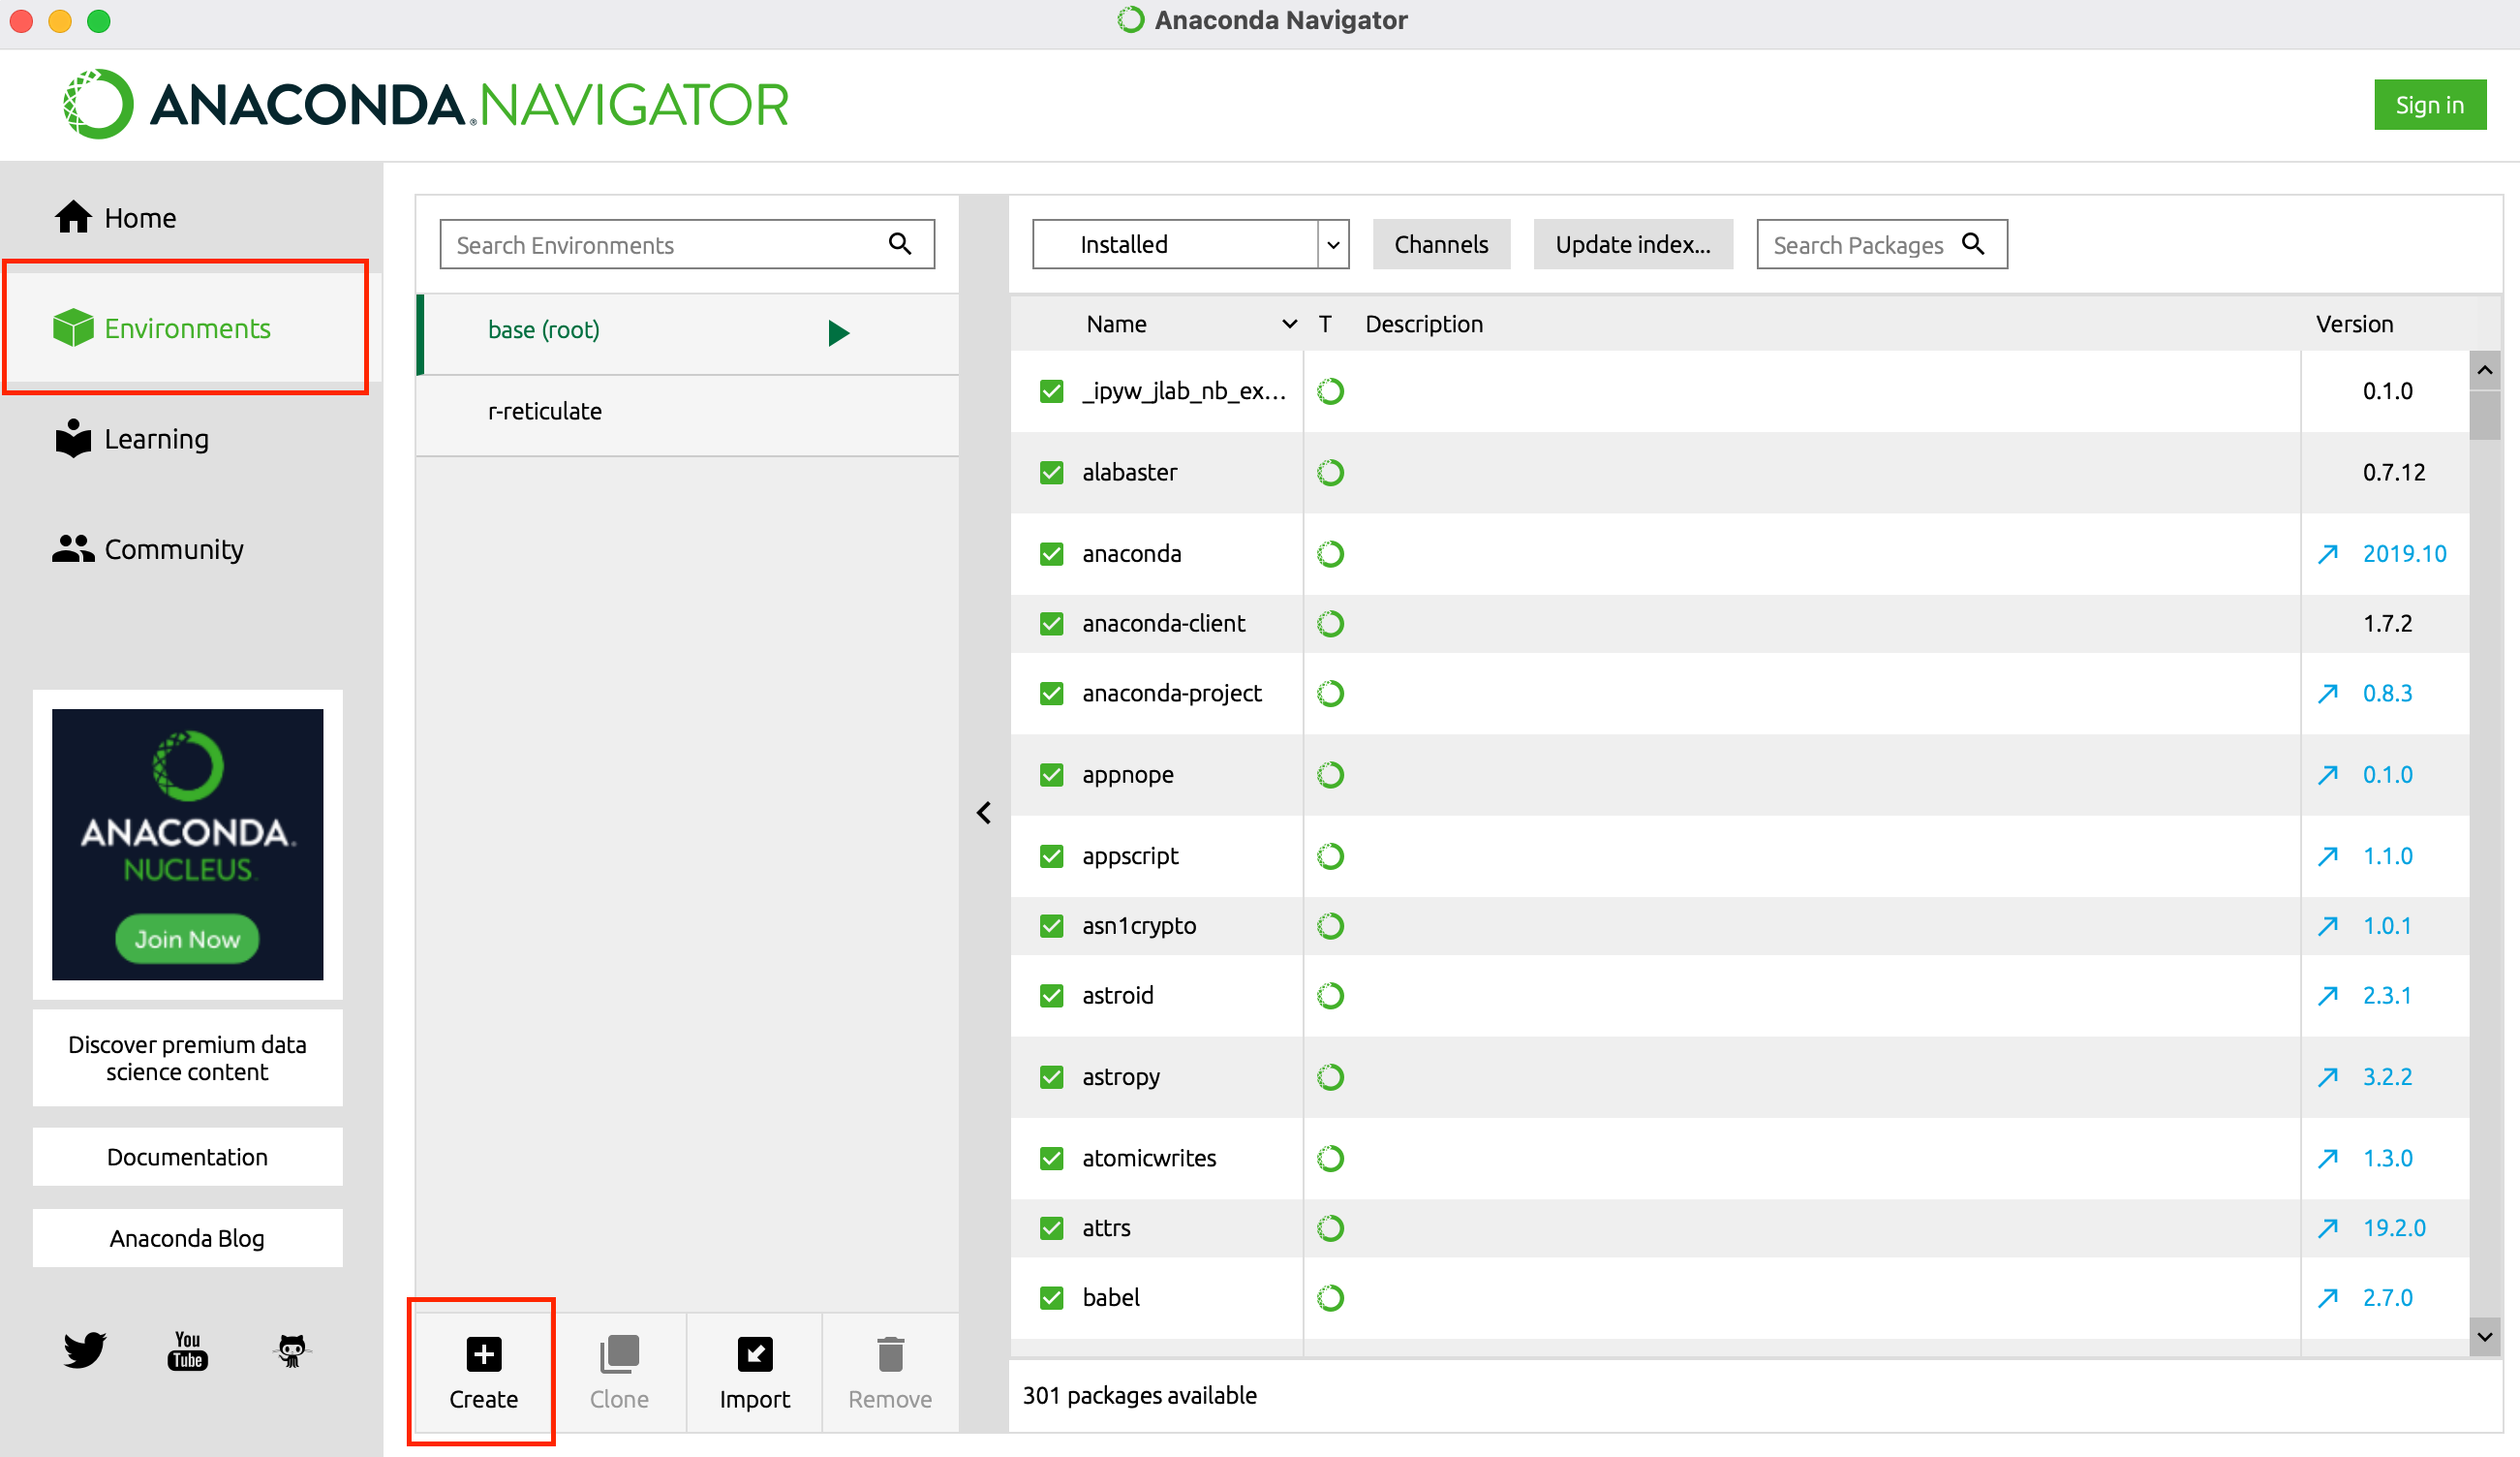 Anaconda Navigator
ANACONDA.NAVIGATOR
Sign in
Home
Environments
Learning
Community
ANACONDA.
NUCLEUS
Join Now
Discover premium data
science content
Documentation
Anaconda Blog
You
Tube
Search Environments
base (root)
r-reticulate
Create
Clone
Import
Remove
Installed
Channels
Update index...
Search Packages
Name T Description Version
_ipyw_jlab_nb_ex... 0.1.0
alabaster 0.7.12
anaconda 2019.10
anaconda-client 1.7.2
anaconda-project 0.8.3
appnope 0.1.0
appscript 1.1.0
asn1crypto 1.0.1
astroid 2.3.1
astropy 3.2.2
atomicwrites 1.3.0
attrs 19.2.0
babel 2.7.0
301 packages available